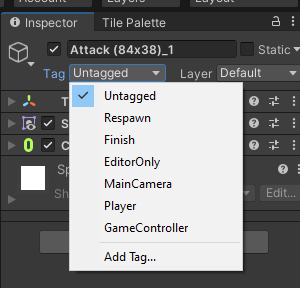 Account
Layers
Layout
Inspector
Tile Palette
Attack (84x38)_1
Static
Tag
Untagged
Layer
Default
Untagged
Respawn
Finish
EditorOnly
MainCamera
Player
GameController
Add Tag...
T
S
C
Sp
Sh
Edit...